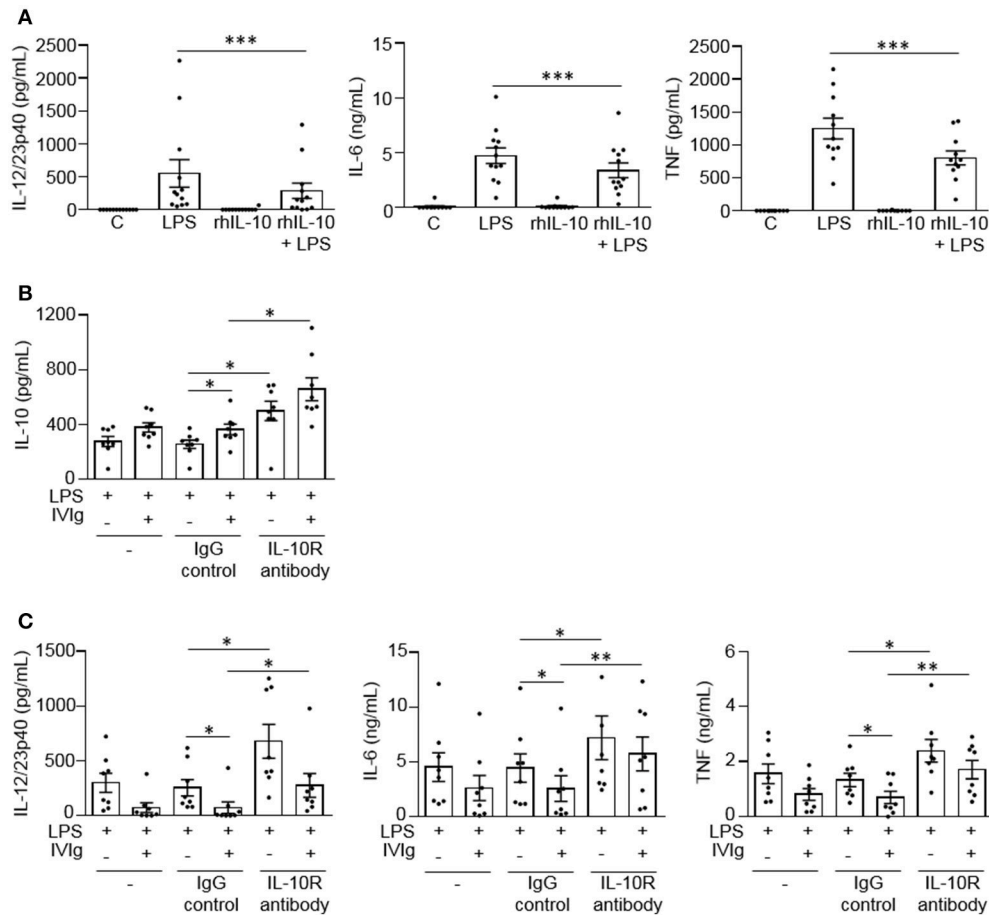 A
IL-12/23p40 (pg/mL)
2500
2000
1500
1000
500
0
***
C LPS rhIL-10 rhIL-10
+ LPS
IL-6 (ng/mL)
15
10
5
0
***
C LPS rhIL-10 rhIL-10
+ LPS
TNF (pg/mL)
2500
2000
1500
1000
500
0
***
C LPS rhIL-10 rhIL-10
+ LPS
B
IL-10 (pg/mL)
1200
800
400
0
*
*
*
LPS + + + + + +
IVIg - + - + - +
- IgG IL-10R
control antibody
C
IL-12/23p40 (pg/mL)
1500
1000
500
0
*
*
*
LPS + + + + + +
IVIg - + - + - +
- IgG IL-10R
control antibody
IL-6 (ng/mL)
15
10
5
0
*
**
*
LPS + + + + + +
IVIg - + - + - +
- IgG IL-10R
control antibody
TNF (ng/mL)
6
4
2
0
*
**
*
LPS + + + + + +
IVIg - + - + - +
- IgG IL-10R
control antibody